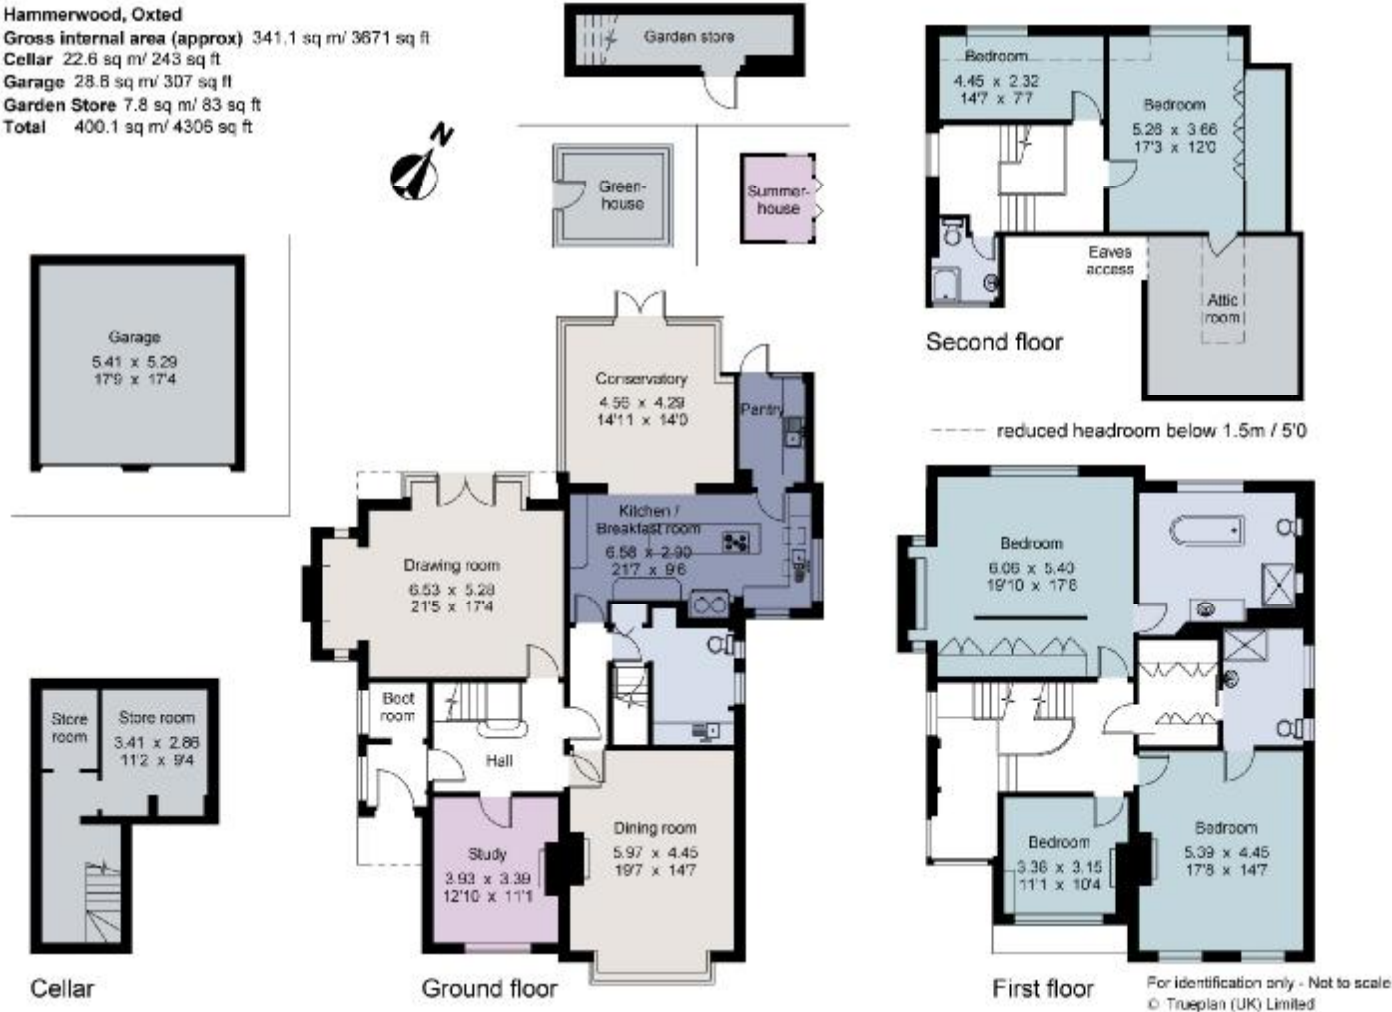 Hammerwood, Oxted
Gross internal area (approx) 341.1 sq m/ 3671 sq ft
Cellar 22.6 sq m/ 243 sq ft
Garage 28.6 sq m/ 307 sq ft
Garden Store 7.8 sq m/ 83 sq ft
Total 400.1 sq m/ 4306 sq ft
N
Garden store
Green-
house
Summer-
house
Garage
5.41 x 5.29
17'9 x 17'4
Bedroom
4.45 x 2.32
14'7 x 7'7
Bedroom
5.26 x 3.66
17'3 x 12'0
Eaves
access
Attic
room
Second floor
reduced headroom below 1.5m / 5'0
Conservatory
4.56 x 4.29
14'11 x 14'0
Pantry
Kitchen /
Breakfast room
6.58 x 2.90
21'7 x 9'6
Drawing room
6.53 x 5.28
21'5 x 17'4
Boot
room
Hall
Study
3.93 x 3.39
12'10 x 11'1
Dining room
5.97 x 4.45
19'7 x 14'7
Ground floor
Store
room
Store room
3.41 x 2.86
11'2 x 9'4
Cellar
Bedroom
6.06 x 5.40
19'10 x 17'8
Bedroom
3.36 x 3.15
11'1 x 10'4
Bedroom
5.39 x 4.45
17'8 x 14'7
First floor
For identification only - Not to scale
© Trueplan (UK) Limited